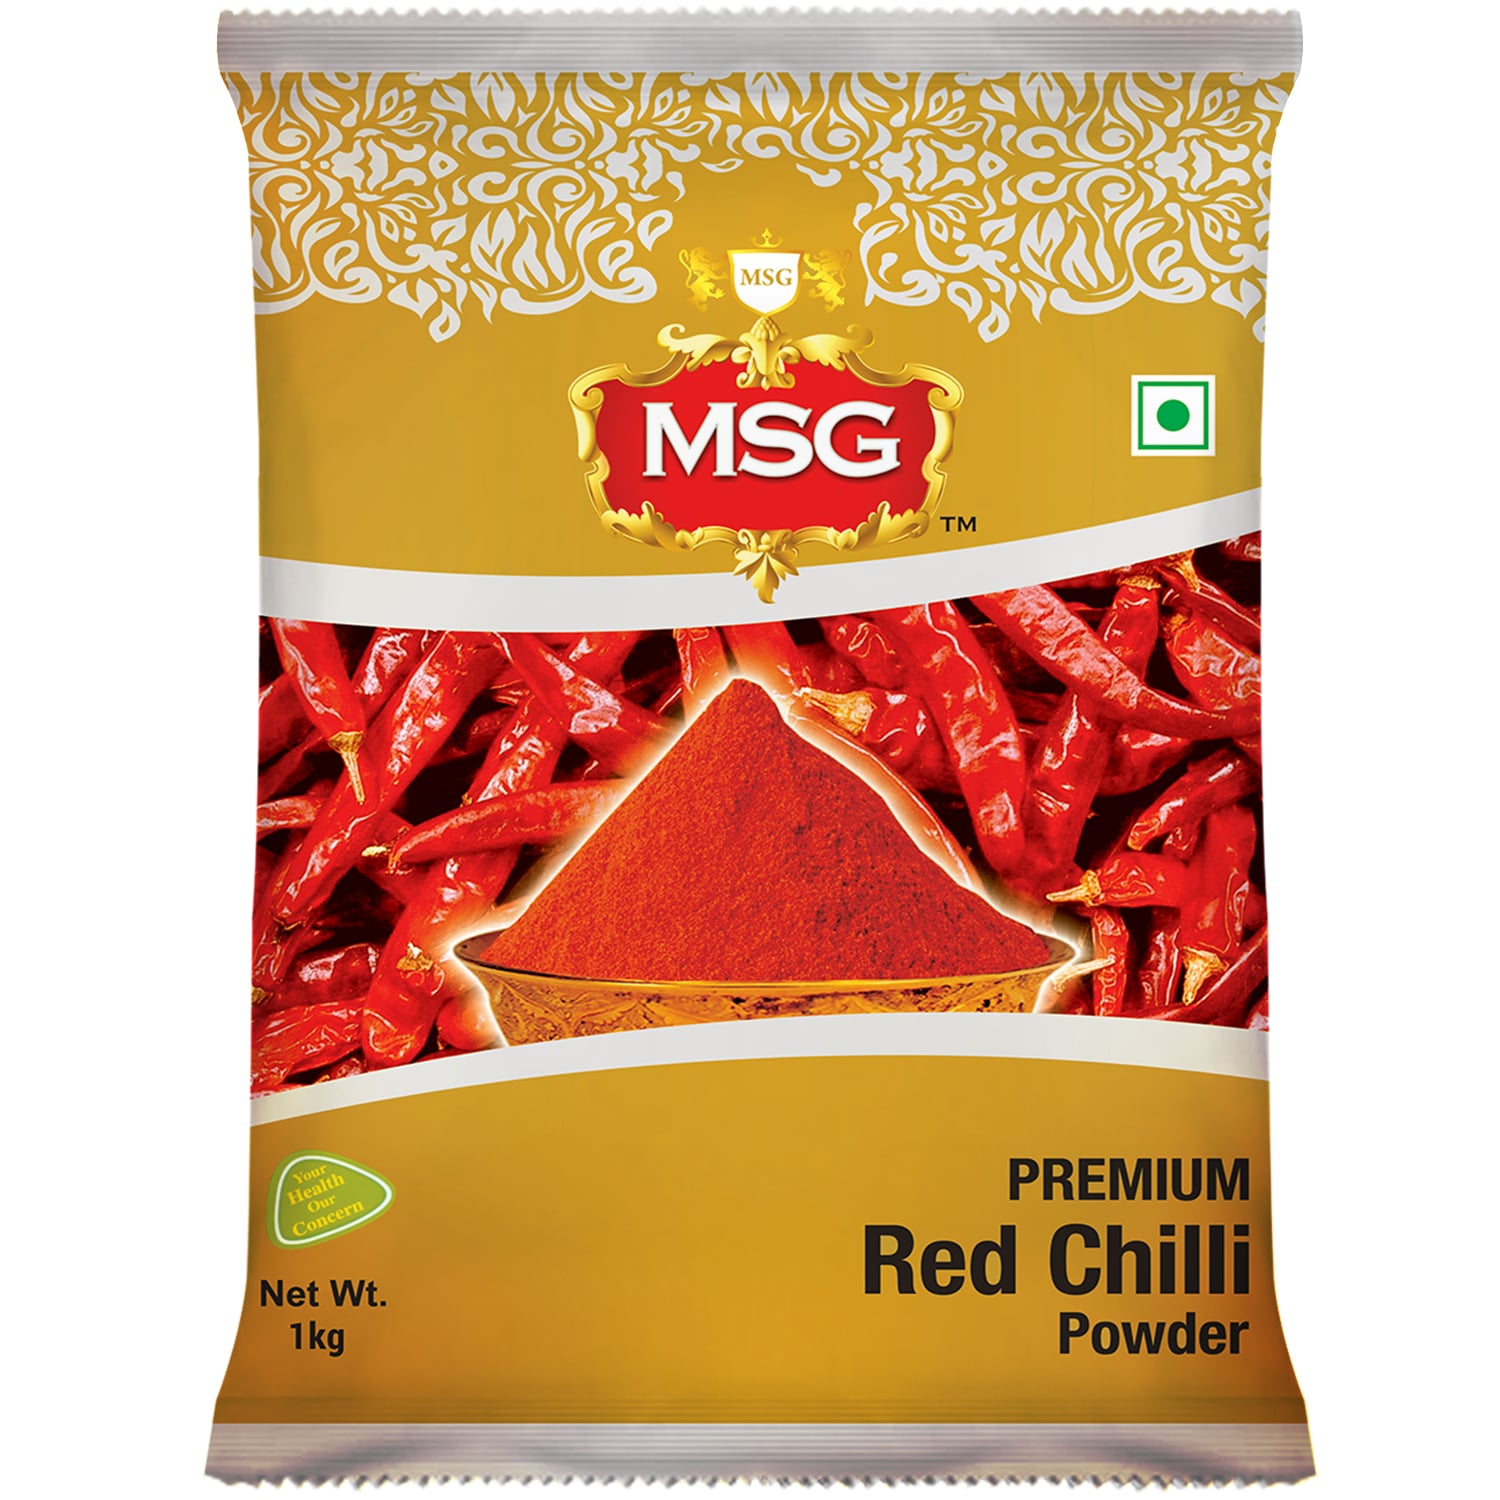 MSG
MSG
TM
Your
Health
Our
Concern
Net Wt.
1kg
PREMIUM
Red Chilli
Powder